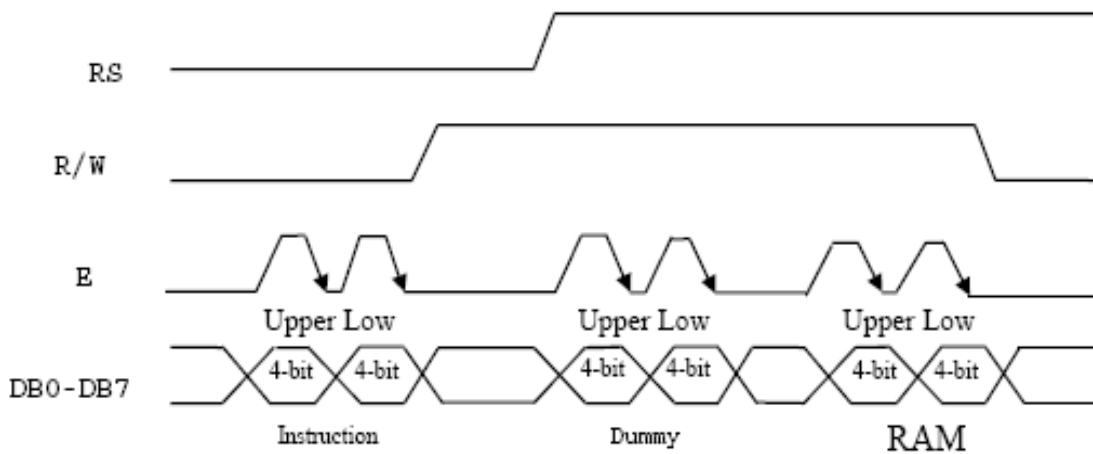 RS
R/W
E
Upper Low Upper Low Upper Low
DB0-DB7 4-bit 4-bit 4-bit 4-bit 4-bit 4-bit
Instruction Dummy RAM